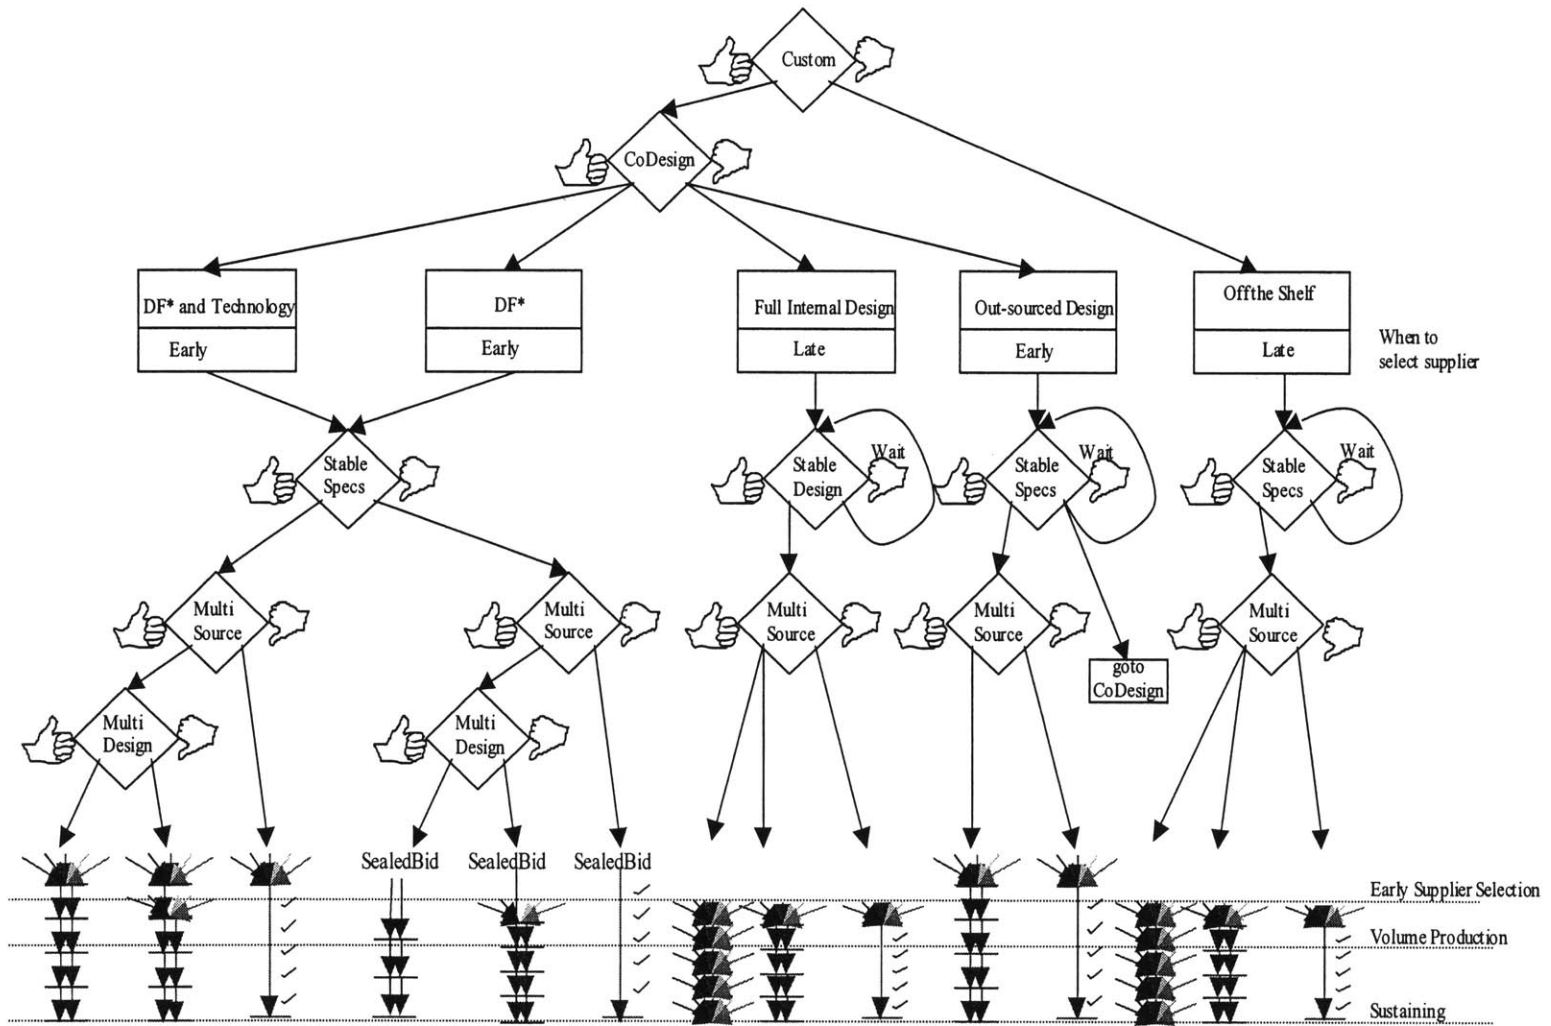 Custom
CoDesign
DF* and Technology
Early
DF*
Early
Full Internal Design
Late
Out-sourced Design
Early
Off the Shelf
Late
When to
select supplier
Stable
Specs
Stable
Design
Wait
Stable
Specs
Wait
Stable
Specs
Wait
Multi
Source
Multi
Source
Multi
Source
Multi
Source
goto
CoDesign
Multi
Source
Multi
Design
Multi
Design
SealedBid
SealedBid
SealedBid
Early Supplier Selection
Volume Production
Sustaining